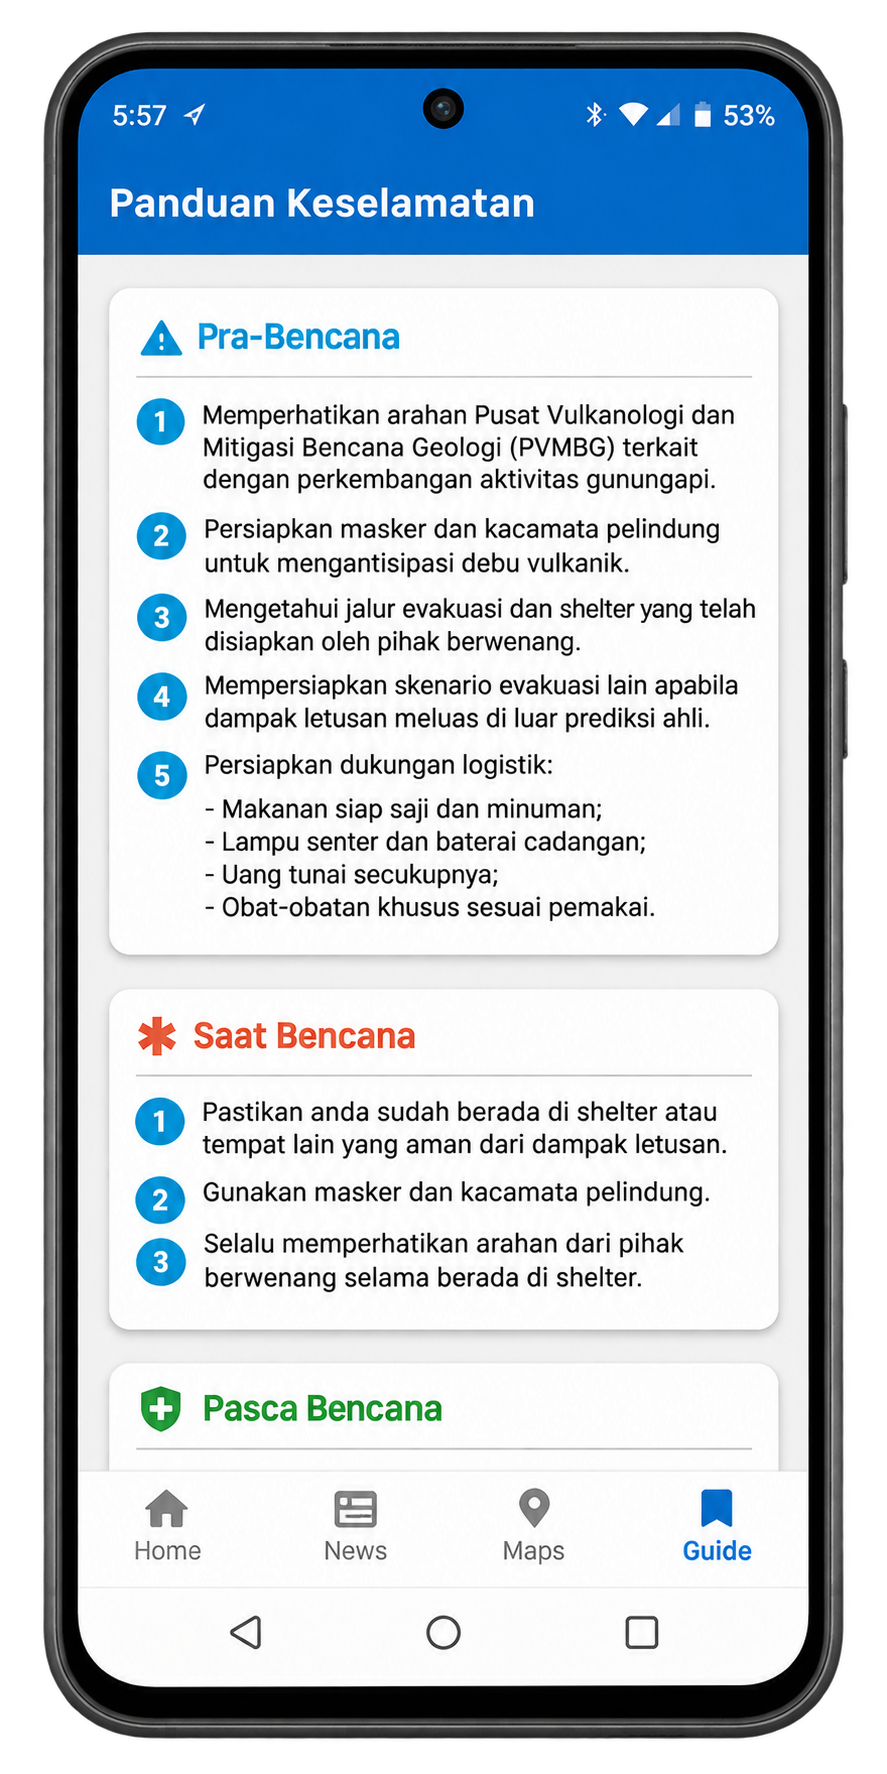 5:57
53%
Panduan Keselamatan
Pra-Bencana
1
Memperhatikan arahan Pusat Vulkanologi dan
Mitigasi Bencana Geologi (PVMBG) terkait
dengan perkembangan aktivitas gunungapi.
2
Persiapkan masker dan kacamata pelindung
untuk mengantisipasi debu vulkanik.
3
Mengetahui jalur evakuasi dan shelter yang telah
disiapkan oleh pihak berwenang.
4
Mempersiapkan skenario evakuasi lain apabila
dampak letusan meluas di luar prediksi ahli.
5
Persiapkan dukungan logistik:
- Makanan siap saji dan minuman;
- Lampu senter dan baterai cadangan;
- Uang tunai secukupnya;
- Obat-obatan khusus sesuai pemakai.
Saat Bencana
1
Pastikan anda sudah berada di shelter atau
tempat lain yang aman dari dampak letusan.
2
Gunakan masker dan kacamata pelindung.
3
Selalu memperhatikan arahan dari pihak
berwenang selama berada di shelter.
Pasca Bencana
Home
News
Maps
Guide